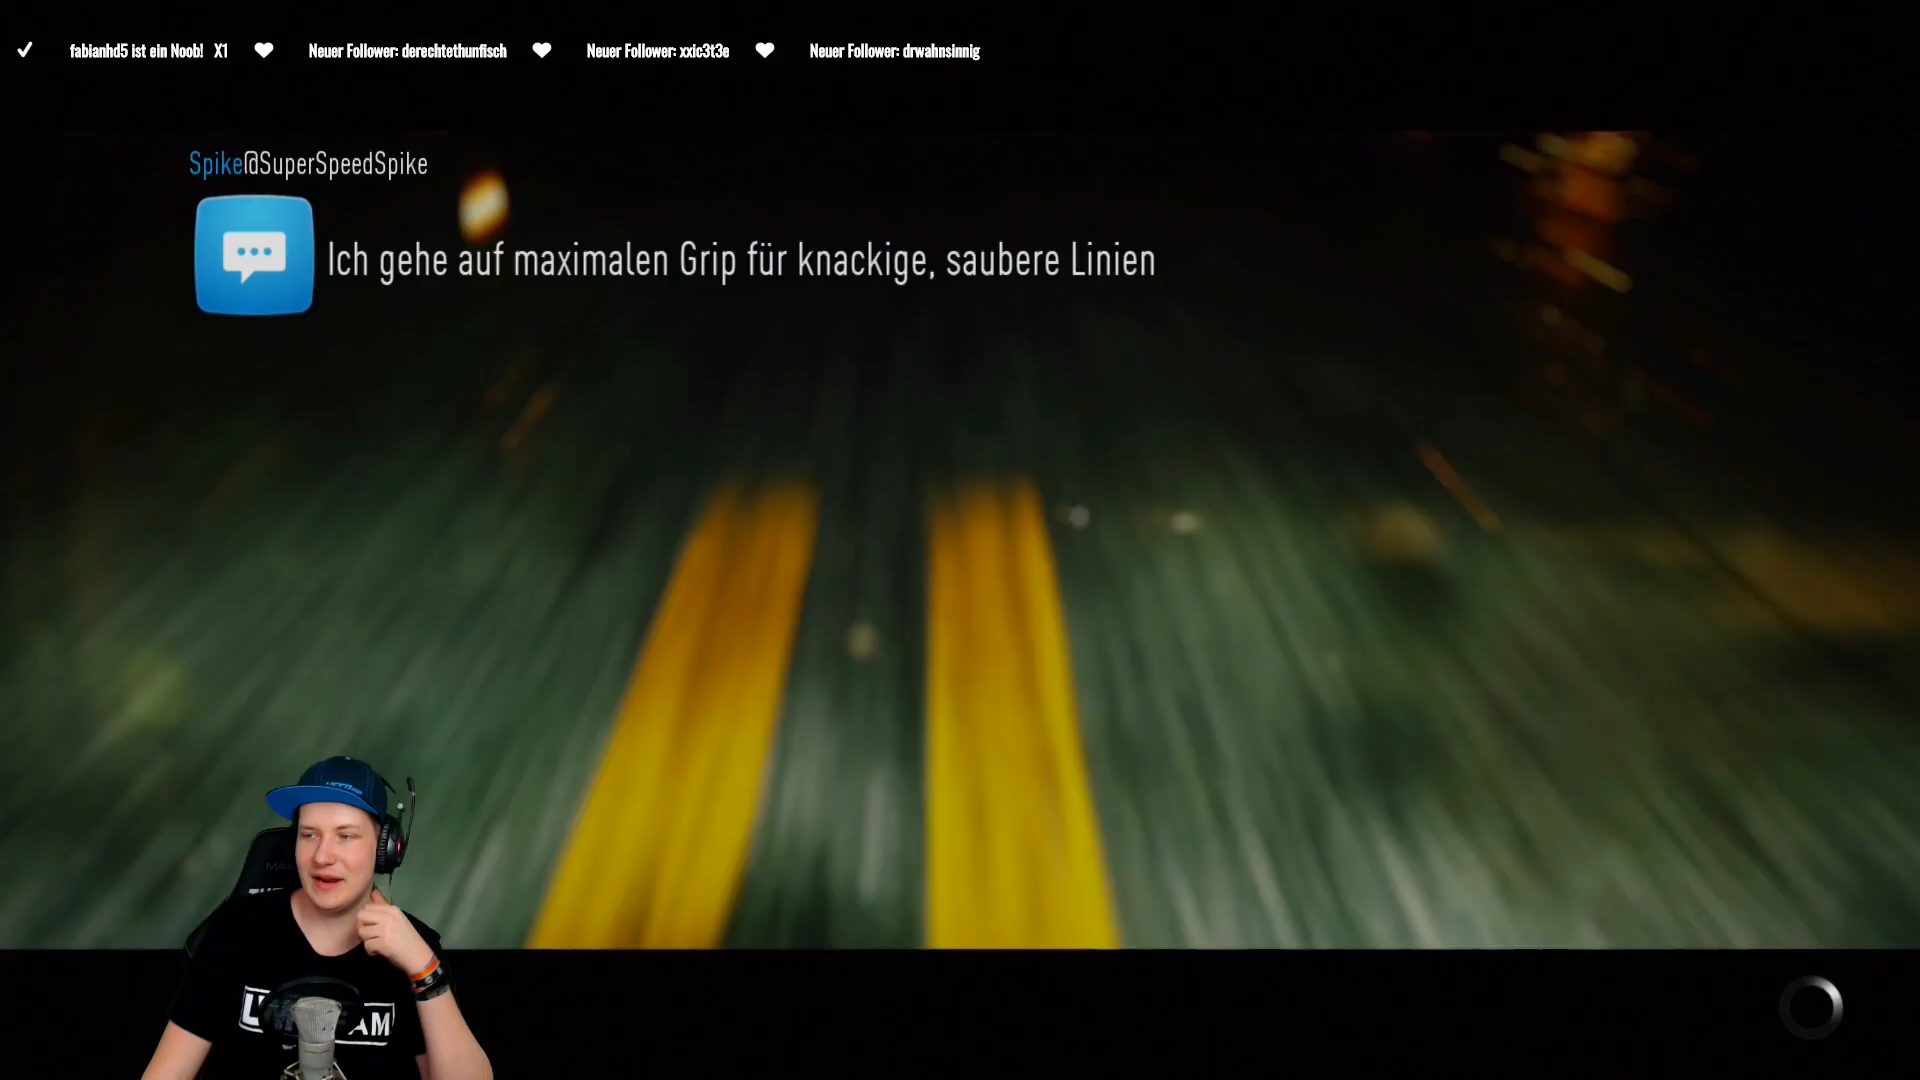 fabianhd5 ist ein Noob! X1 Neuer Follower: derechtethunfisch Neuer Follower: xxic3t3e Neuer Follower: drwahnsinnig
Spike@SuperSpeedSpike
Ich gehe auf maximalen Grip für knackige, saubere Linien